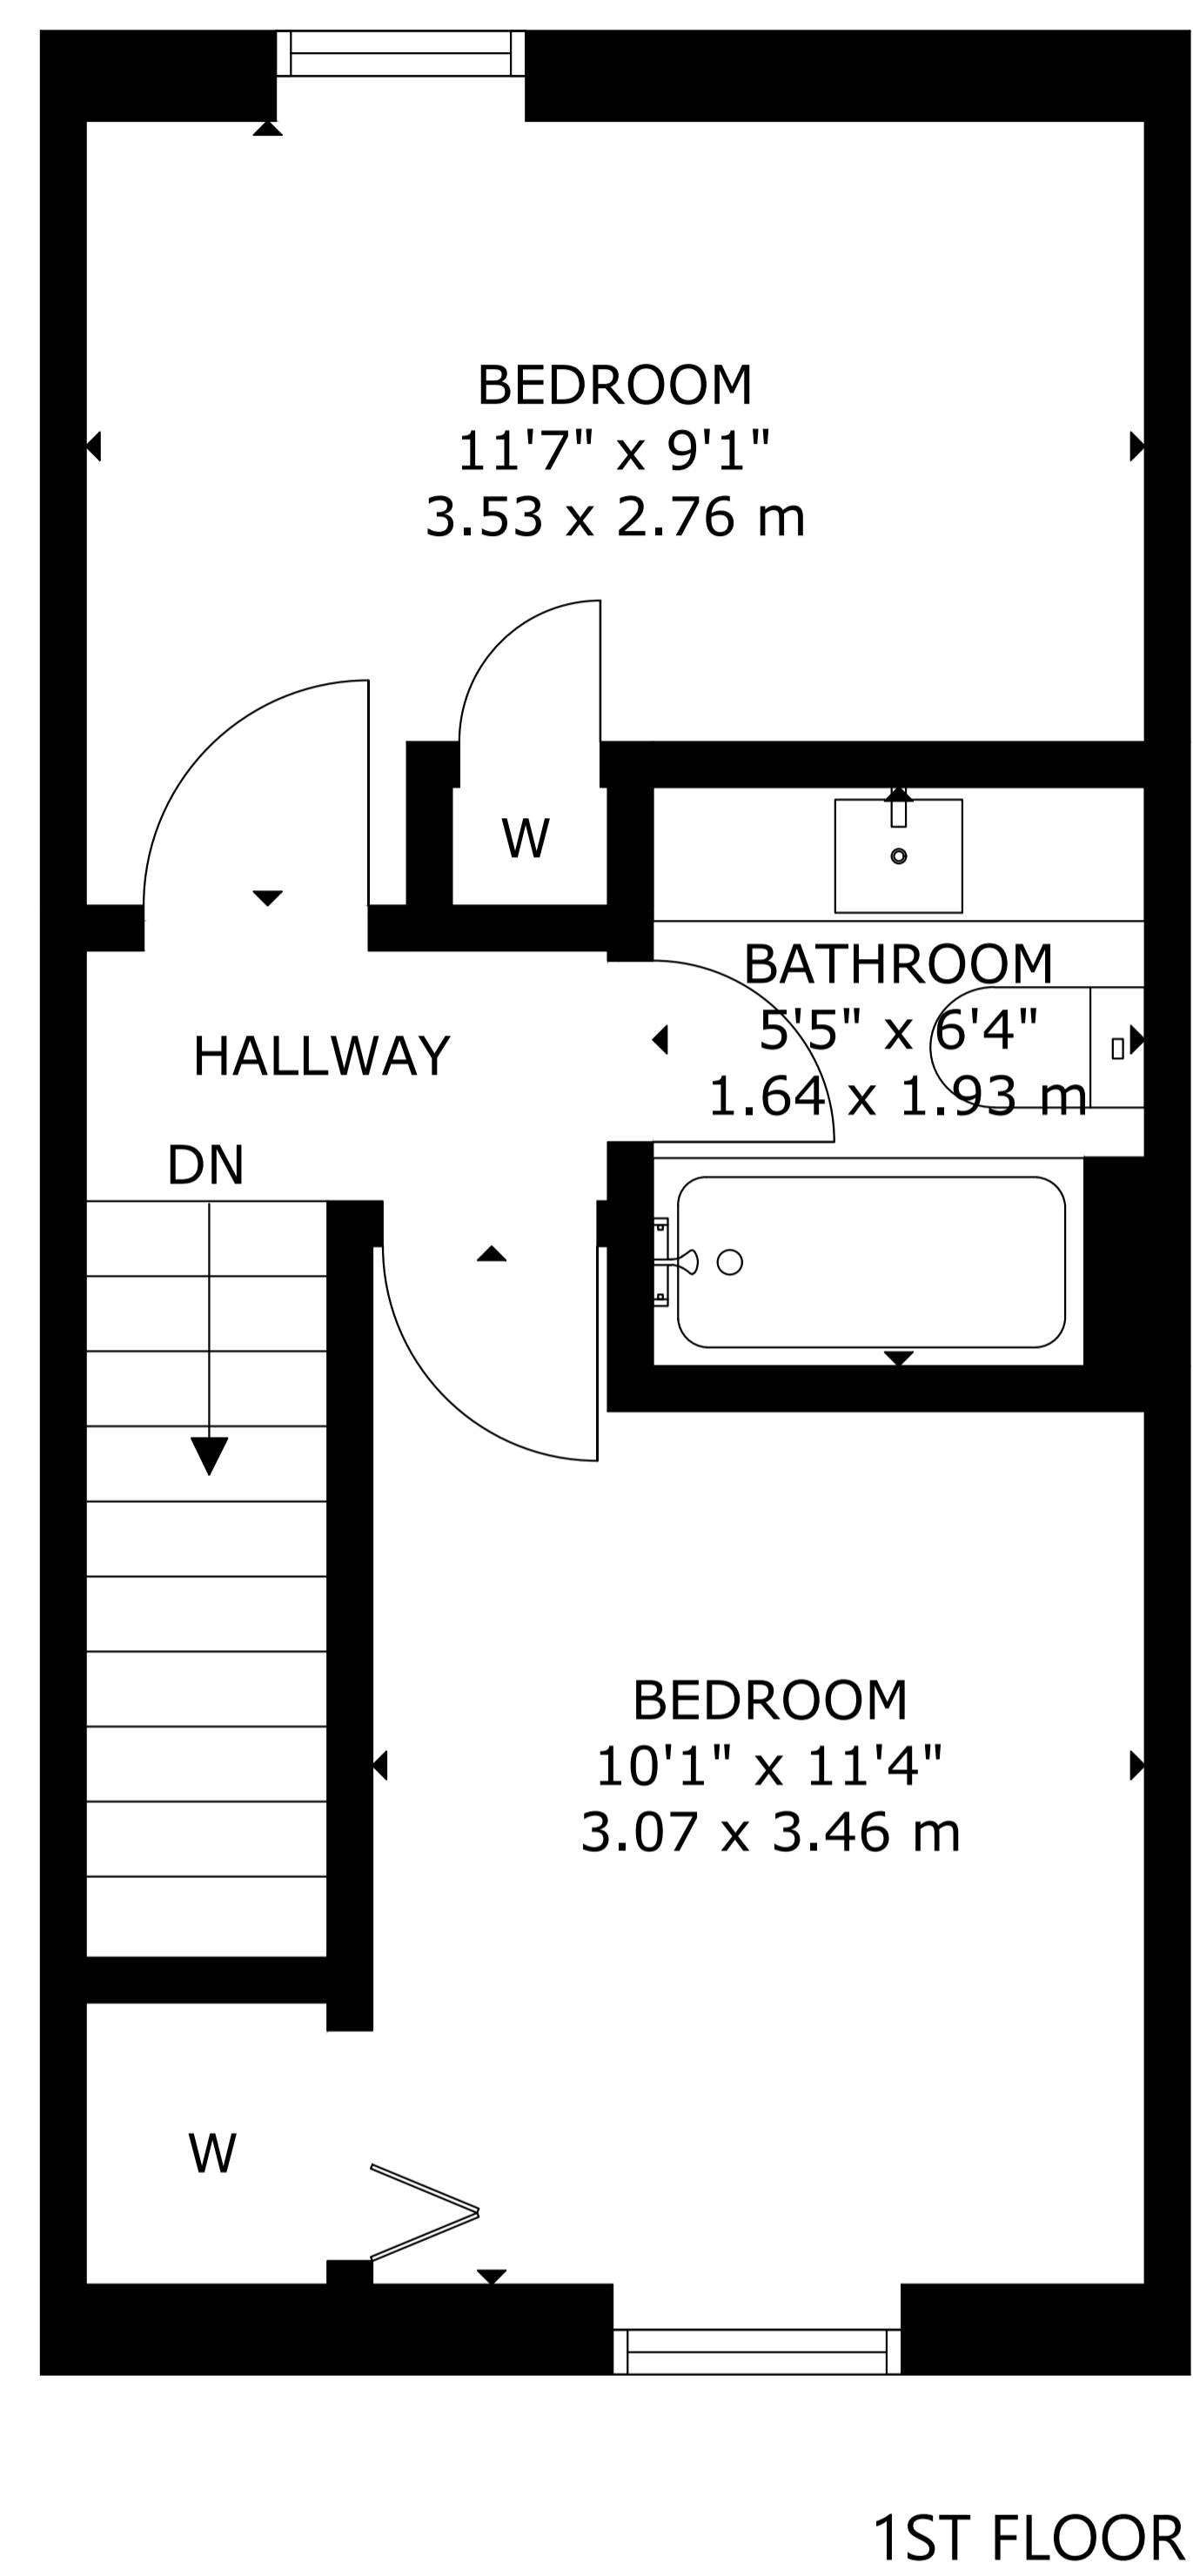 BEDROOM
11'7" x 9'1"
3.53 x 2.76 m
W
BATHROOM
5'5" x 6'4"
1.64 x 1.93 m
HALLWAY
DN
BEDROOM
10'1" x 11'4"
3.07 x 3.46 m
W
1ST FLOOR